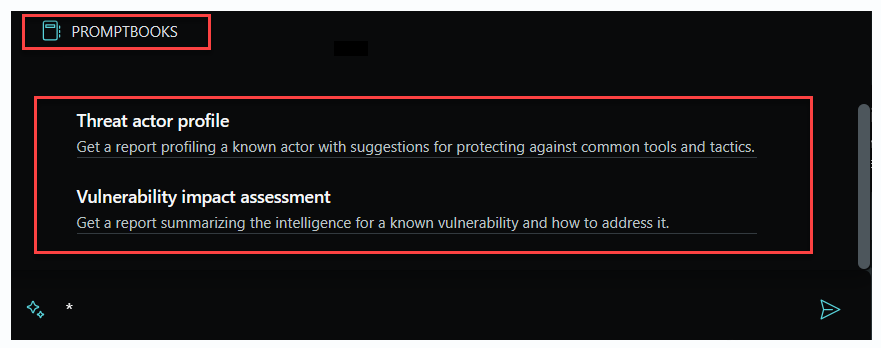 PROMPTBOOKS
Threat actor profile
Get a report profiling a known actor with suggestions for protecting against common tools and tactics.
Vulnerability impact assessment
Get a report summarizing the intelligence for a known vulnerability and how to address it.
*